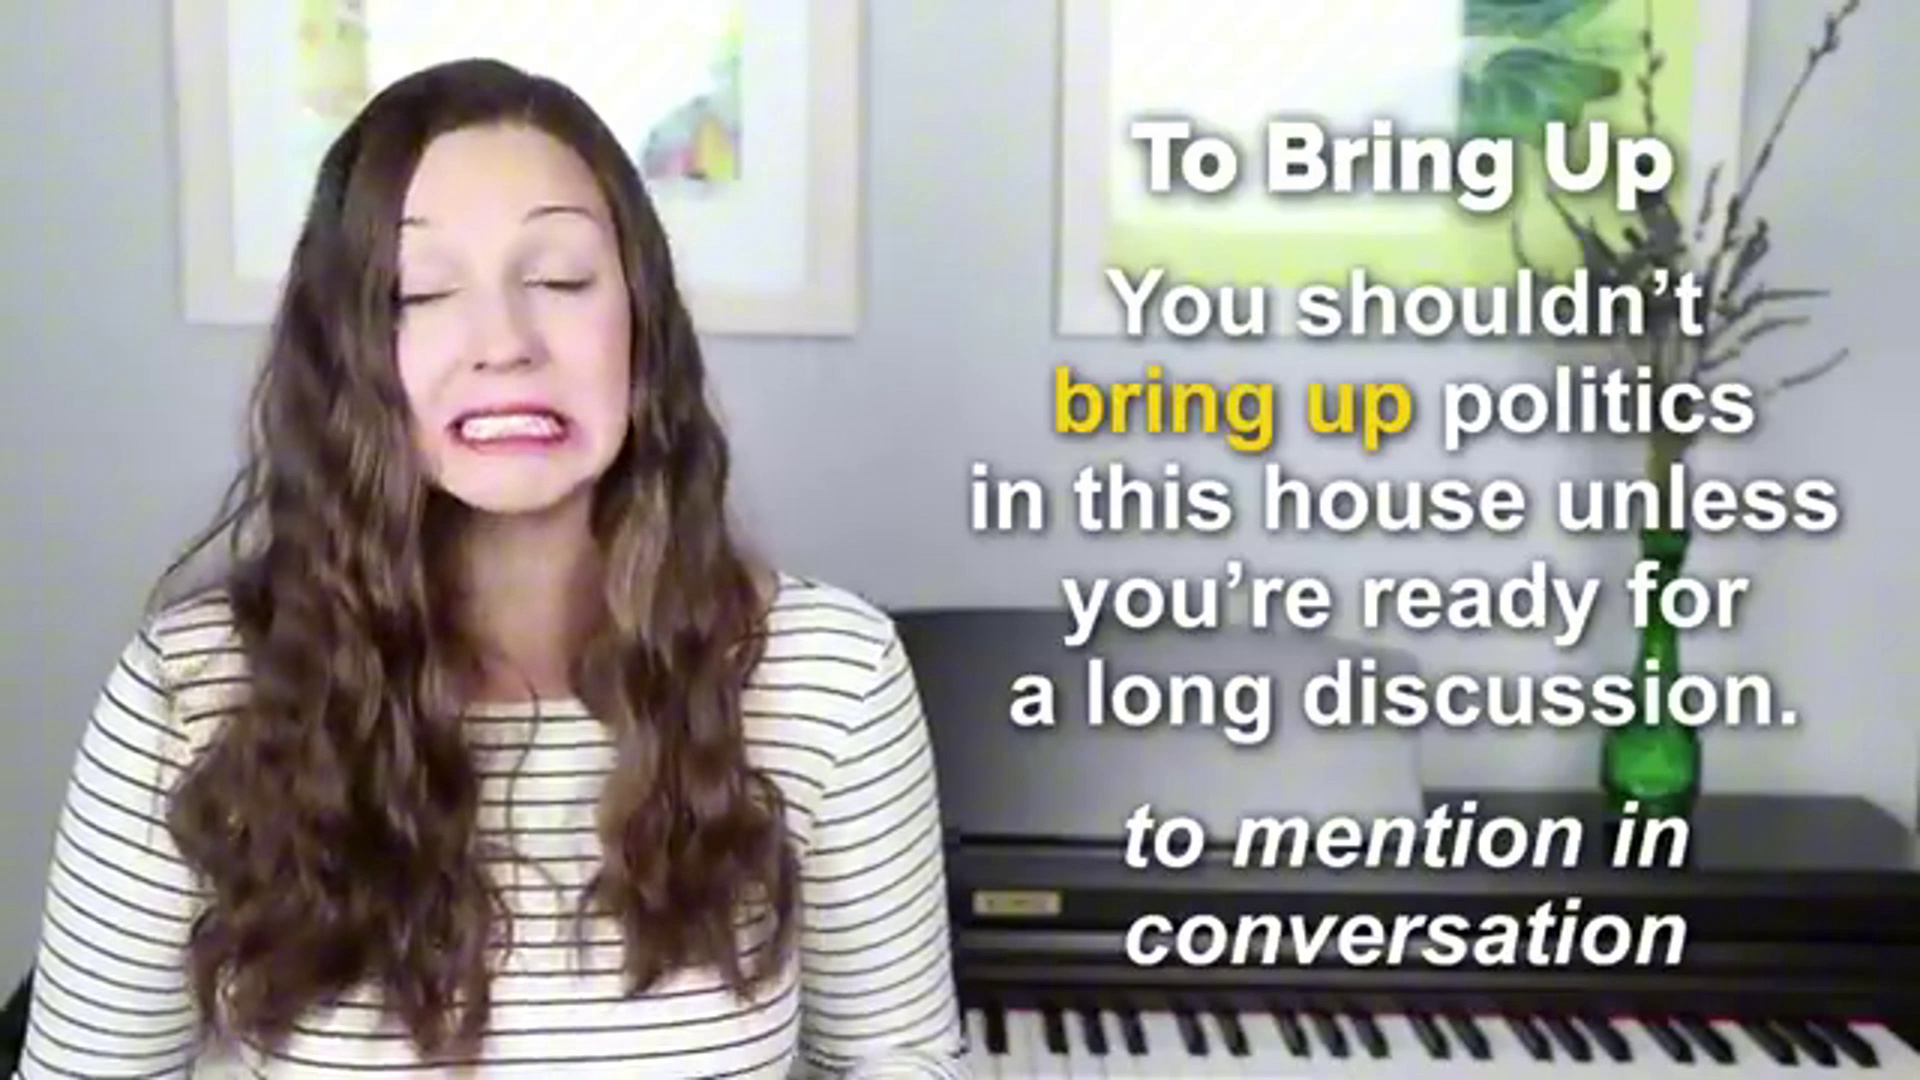 To Bring Up
You shouldn't
bring up politics
in this house unless
you're ready for
a long discussion.
to mention in
conversation